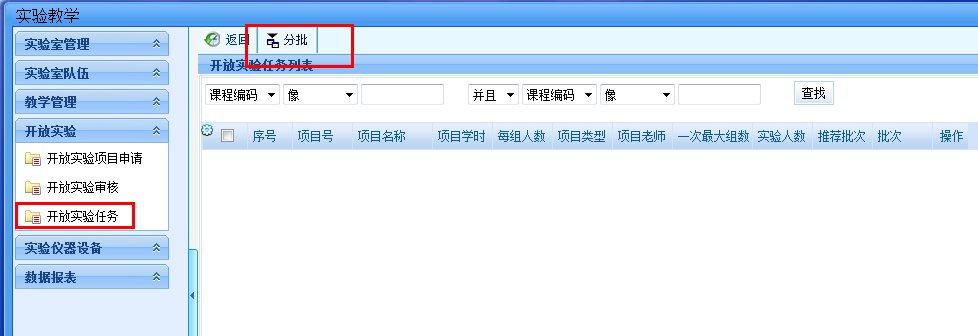 实验教学
实验室管理
实验室队伍
教学管理
开放实验
开放实验项目申请
开放实验审核
开放实验任务
实验仪器设备
数据报表
返回 分批
开放实验任务列表
课程编码 像 并且 课程编码 像 查找
序号 项目号 项目名称 项目学时 每组人数 项目类型 项目老师 一次最大组数 实验人数 推荐批次 批次 操作